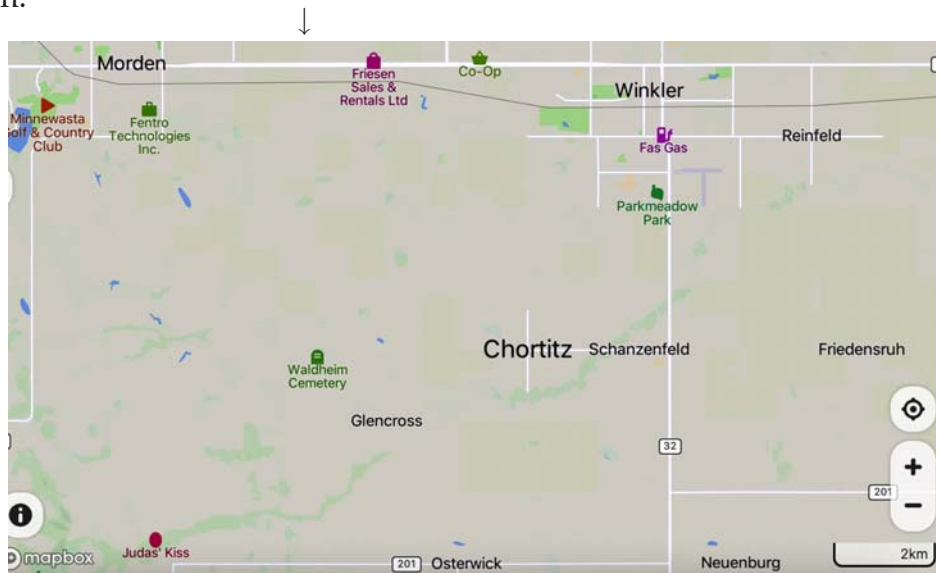 Morden
Friesen
Sales &
Rentals Ltd
Co-Op
Winkler
Minnewasta
Golf & Country
Club
Fentro
Technologies
Inc.
Fas Gas
Reinfeld
Parkmeadow
Park
Chortitz
Schanzenfeld
Friedensruh
Waldheim
Cemetery
Glencross
32
201
Judas' Kiss
mapbox
201
Osterwick
Neuenburg
2km